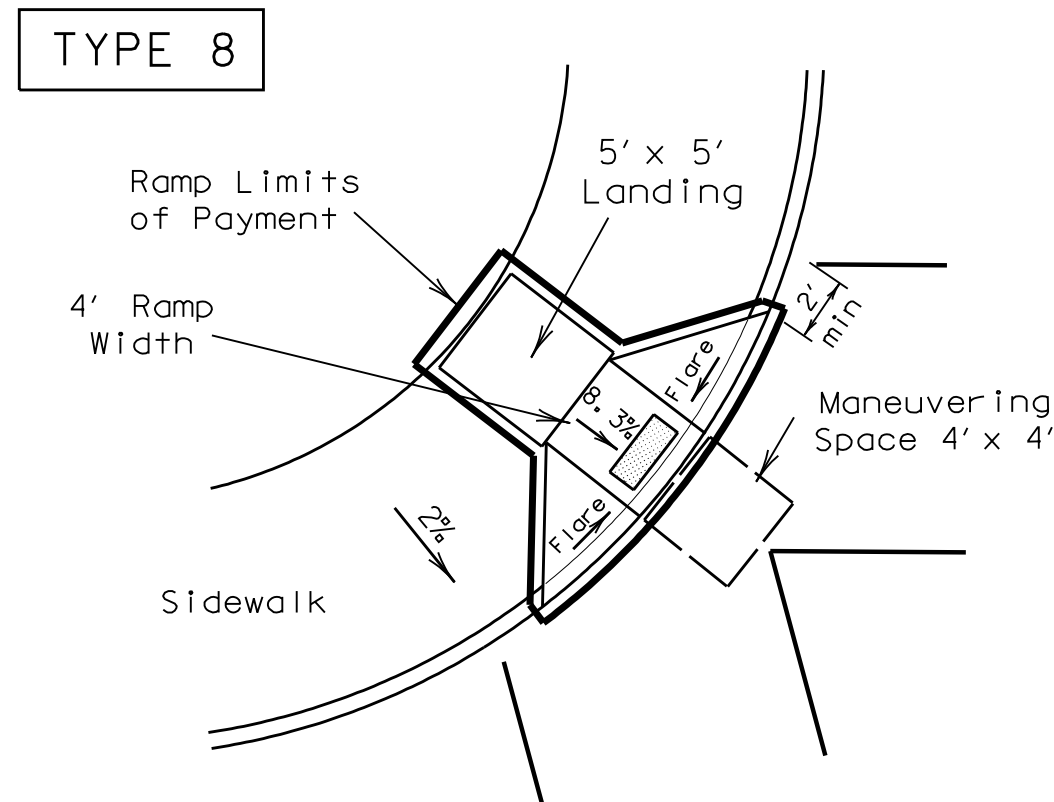 TYPE 8
5' x 5'
Landing
Ramp Limits
of Payment
4' Ramp
Width
2'
min
Flare
8.3%
Maneuvering
Space 4' x 4'
Flare
2%
Sidewalk